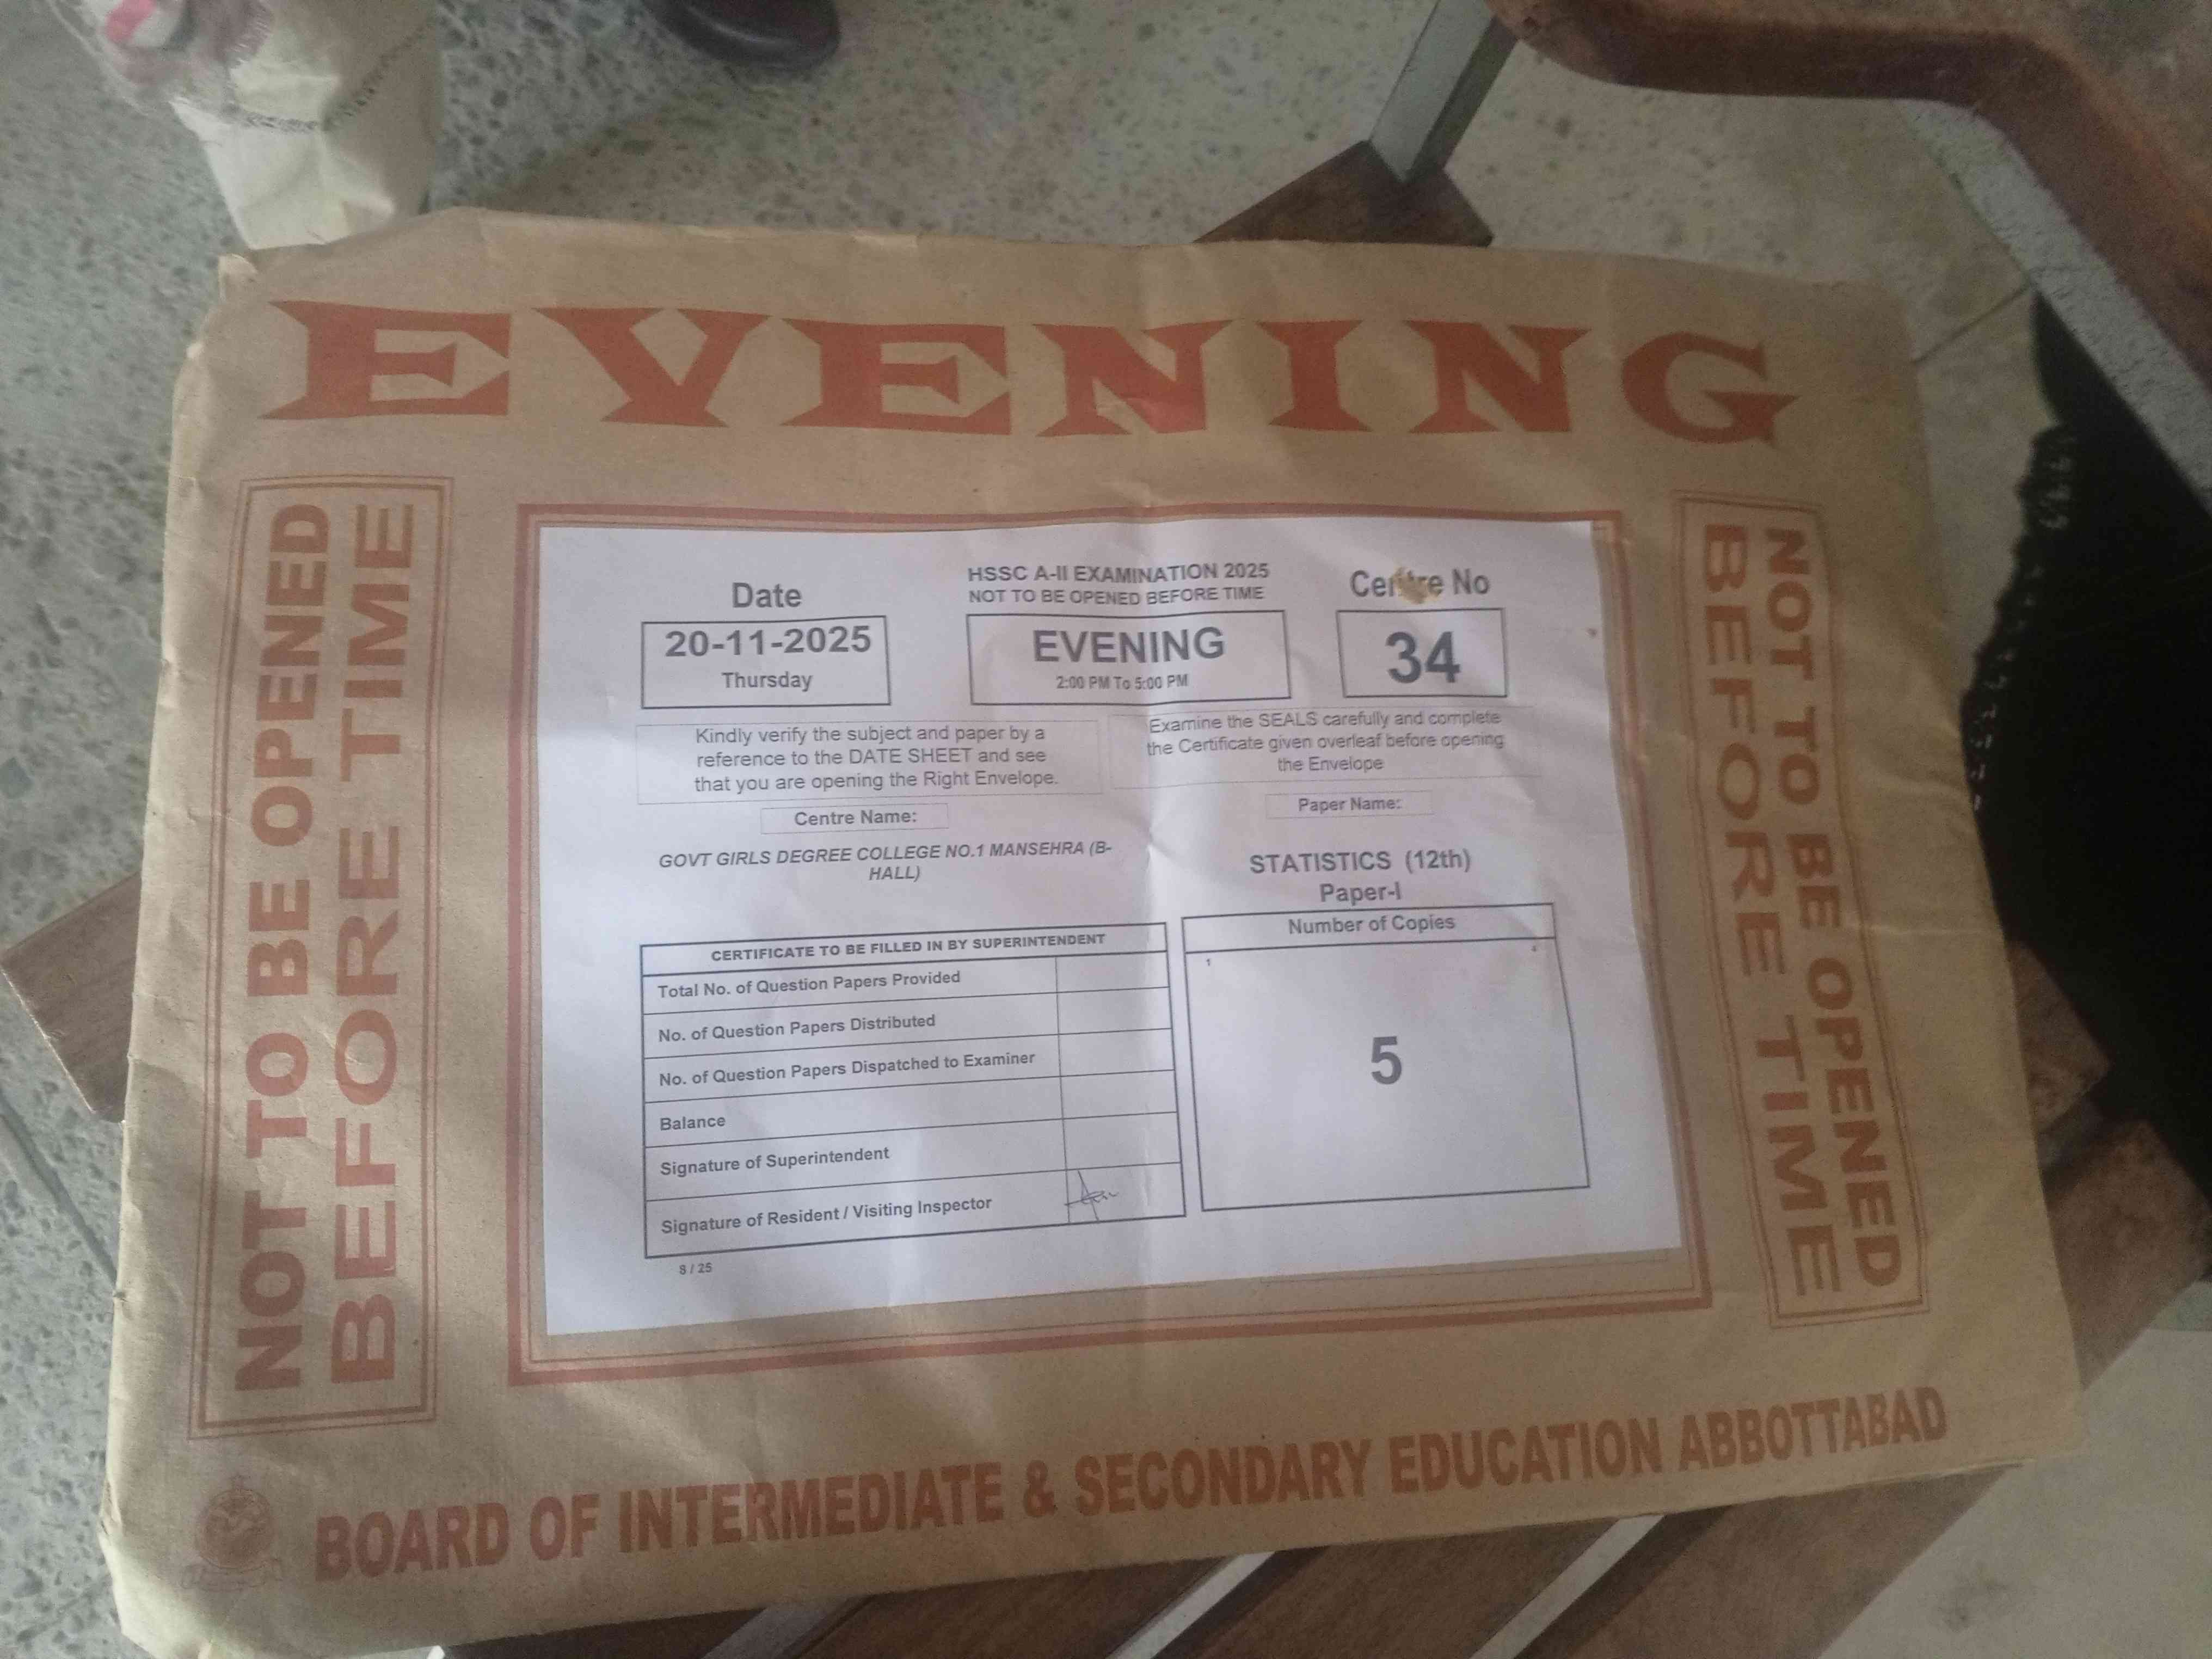 EVENING
NOT TO BE OPENED
BEFORE TIME
Date
20-11-2025
Thursday
HSSC A-II EXAMINATION 2025
NOT TO BE OPENED BEFORE TIME
EVENING
2:00 PM To 5:00 PM
Centre No
34
Kindly verify the subject and paper by a
reference to the DATE SHEET and see
that you are opening the Right Envelope.
Examine the SEALS carefully and complete
the Certificate given overleaf before opening
the Envelope
Centre Name:
GOVT GIRLS DEGREE COLLEGE NO.1 MANSEHRA (B-
HALL)
Paper Name:
STATISTICS (12th)
Paper-I
CERTIFICATE TO BE FILLED IN BY SUPERINTENDENT
Total No. of Question Papers Provided
No. of Question Papers Distributed
No. of Question Papers Dispatched to Examiner
Balance
Signature of Superintendent
Signature of Resident / Visiting Inspector
8 / 25
Number of Copies
1
5
NOT TO BE OPENED
BEFORE TIME
BOARD OF INTERMEDIATE & SECONDARY EDUCATION ABBOTTABAD